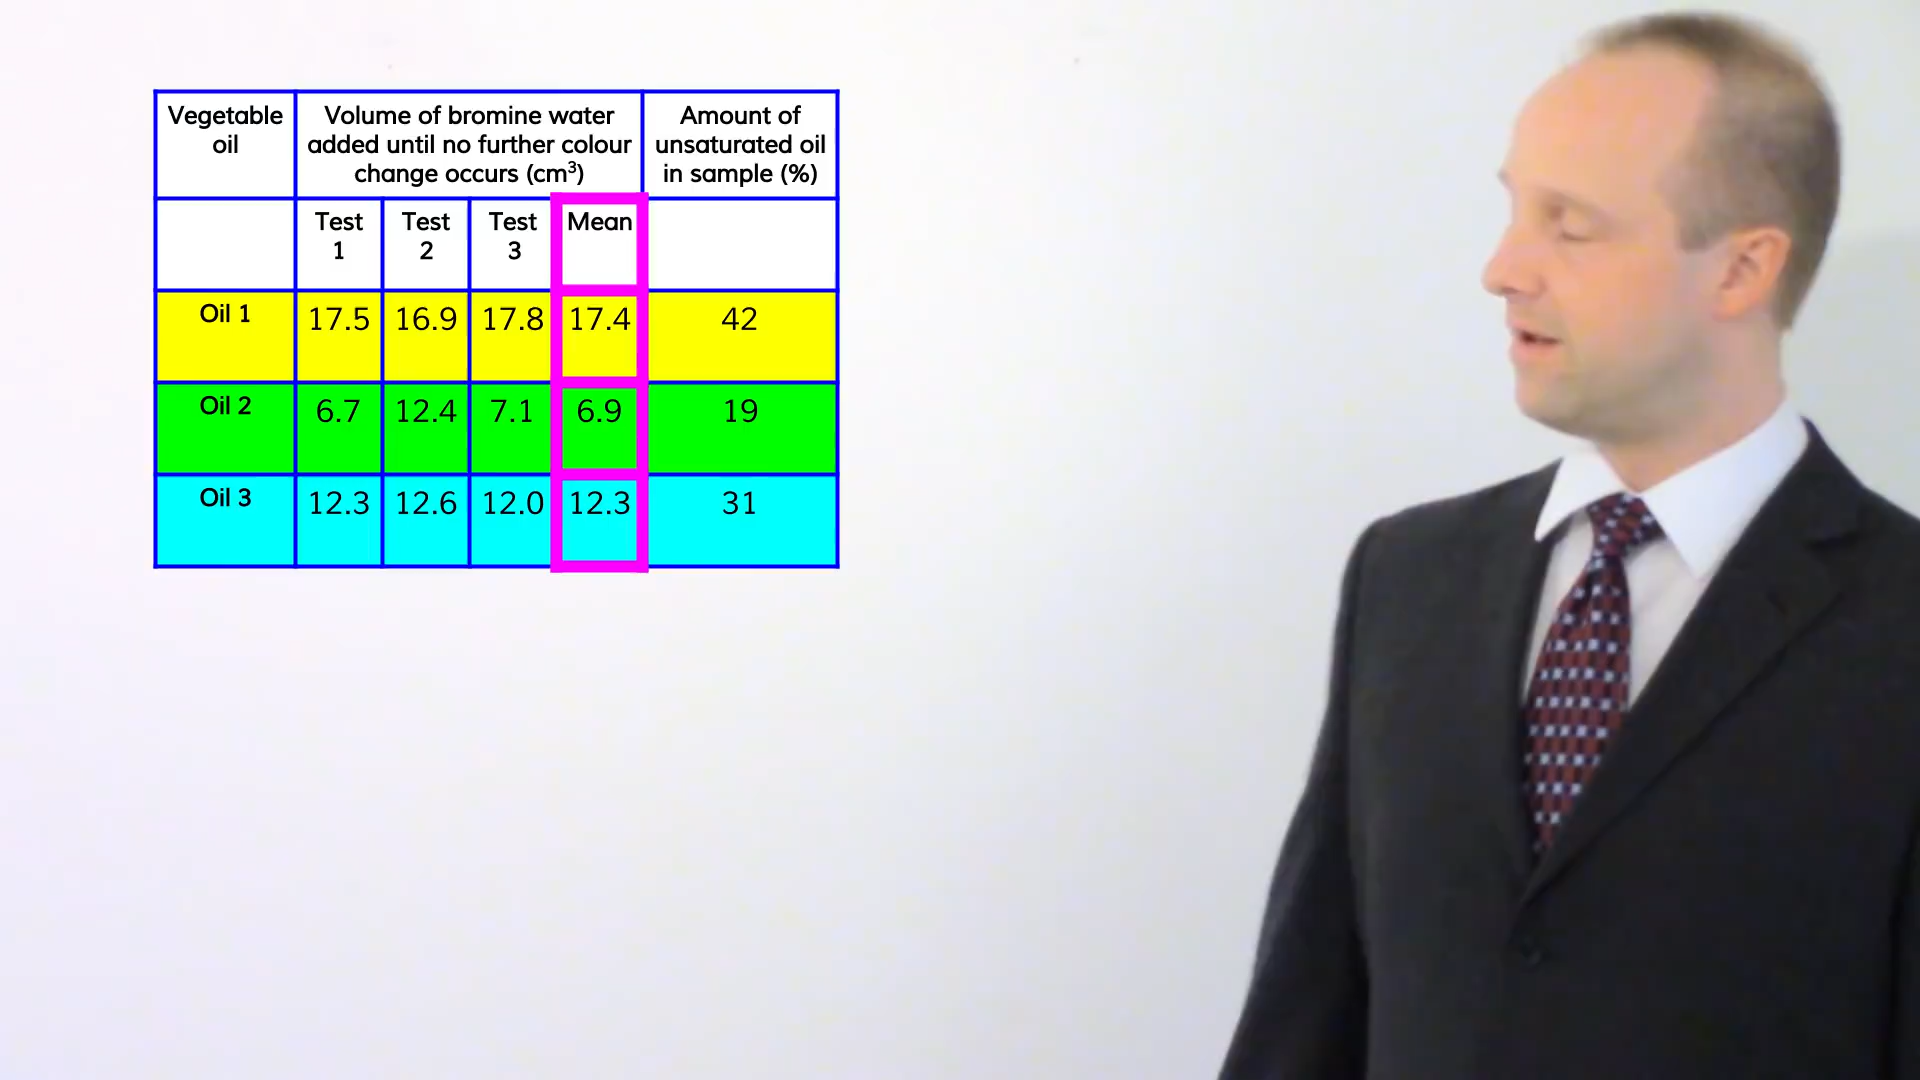 Vegetable oil
Volume of bromine water added until no further colour change occurs (cm³)
Amount of unsaturated oil in sample (%)
Test 1
Test 2
Test 3
Mean
Oil 1 17.5 16.9 17.8 17.4 42
Oil 2 6.7 12.4 7.1 6.9 19
Oil 3 12.3 12.6 12.0 12.3 31